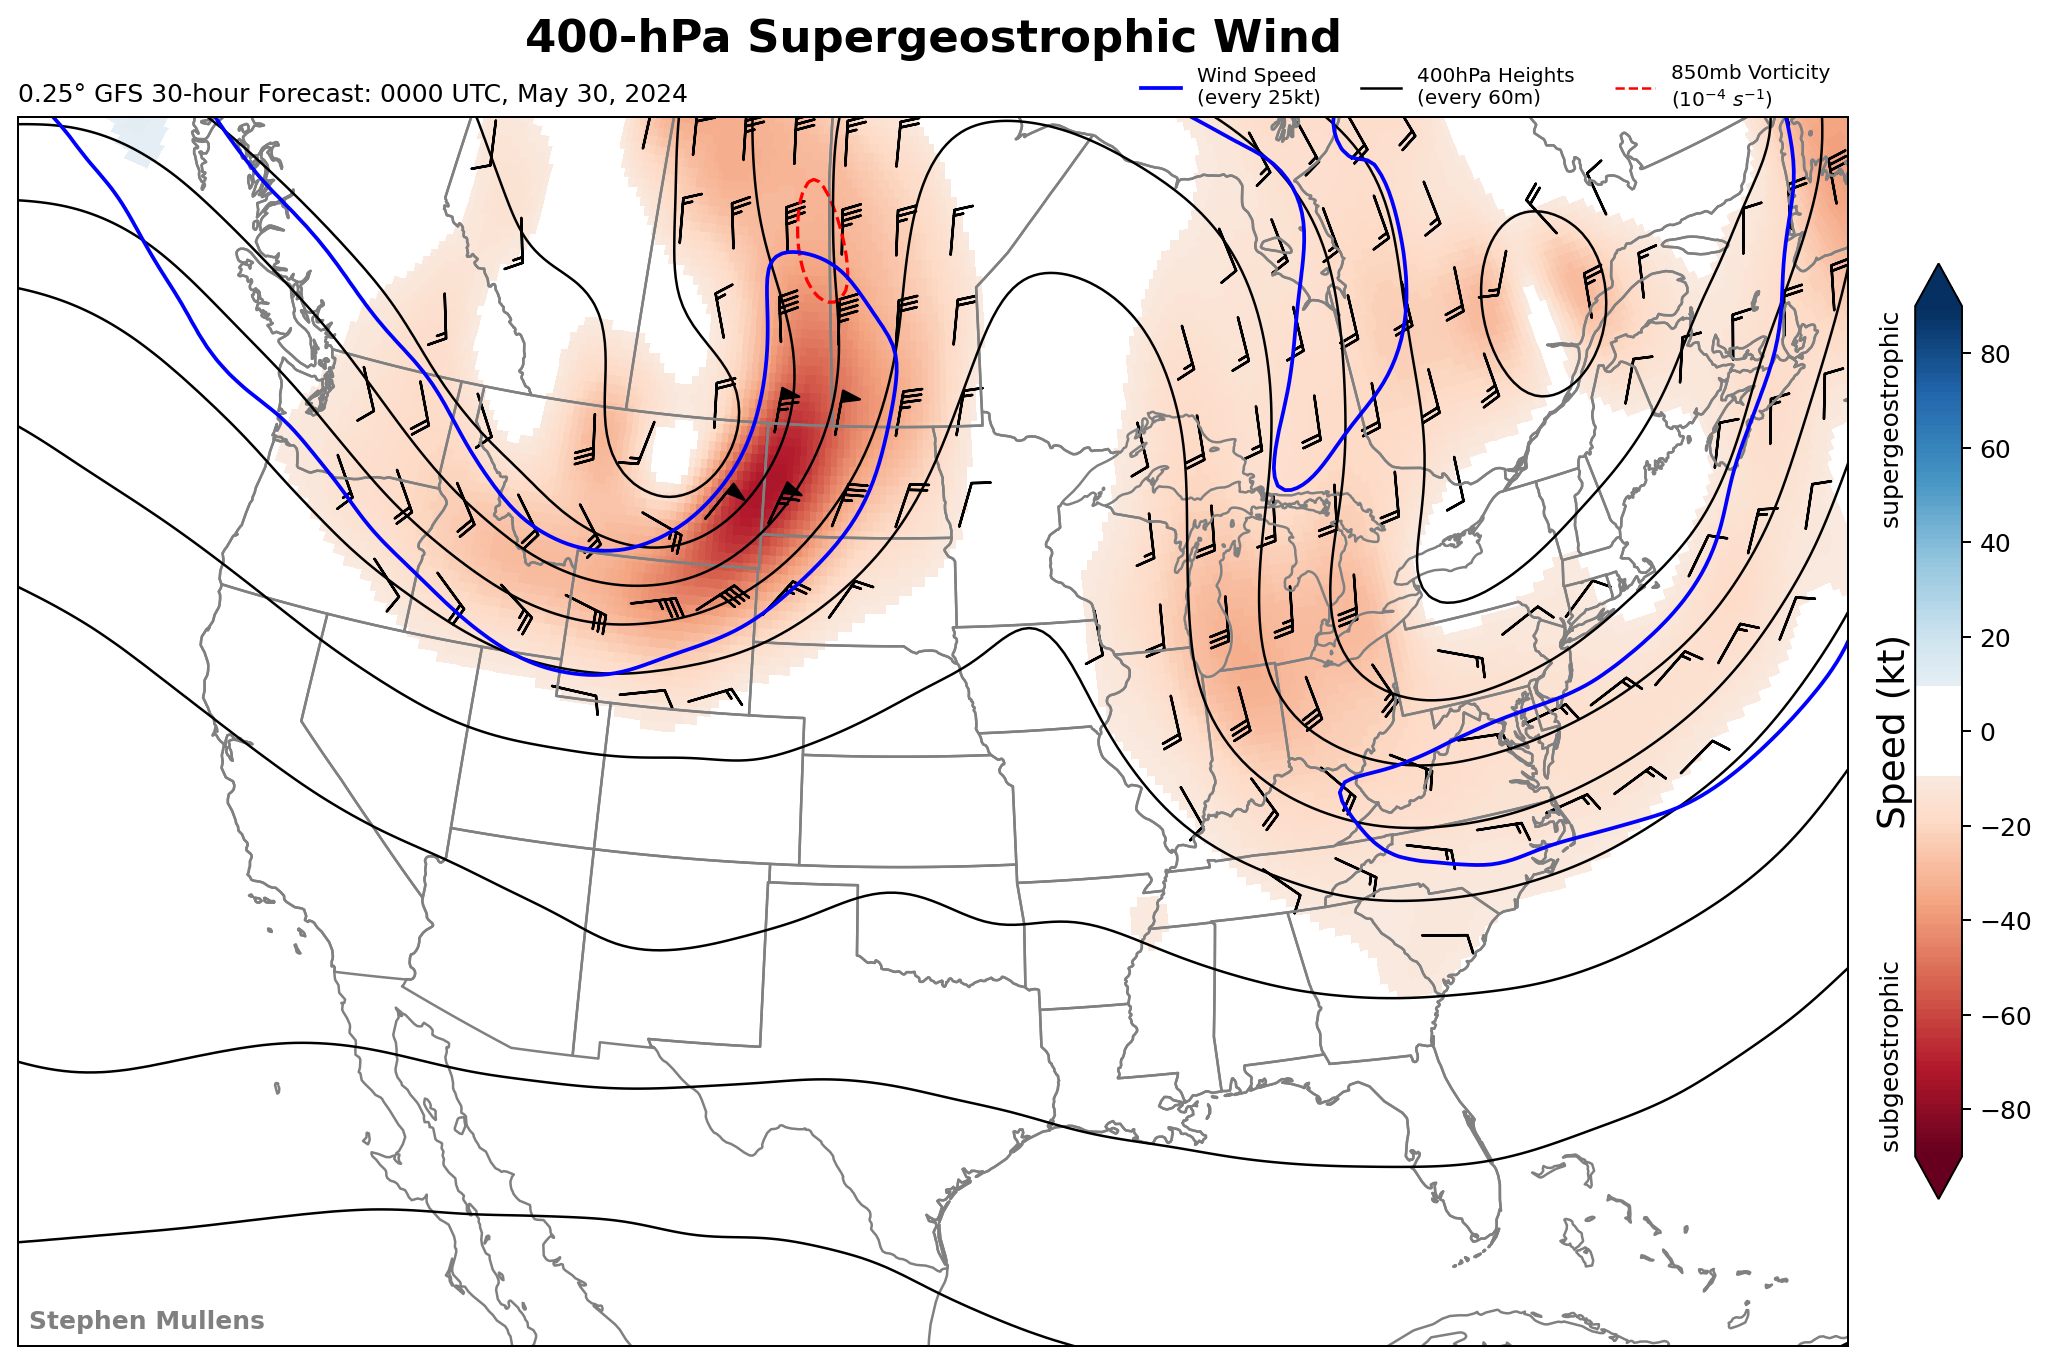 400-hPa Supergeostrophic Wind
0.25° GFS 30-hour Forecast: 0000 UTC, May 30, 2024
Wind Speed
(every 25kt)
400hPa Heights
(every 60m)
850mb Vorticity
(10⁻⁴ s⁻¹)
supergeostrophic
subgeostrophic
Speed (kt)
80
60
40
20
0
−20
−40
−60
−80
Stephen Mullens